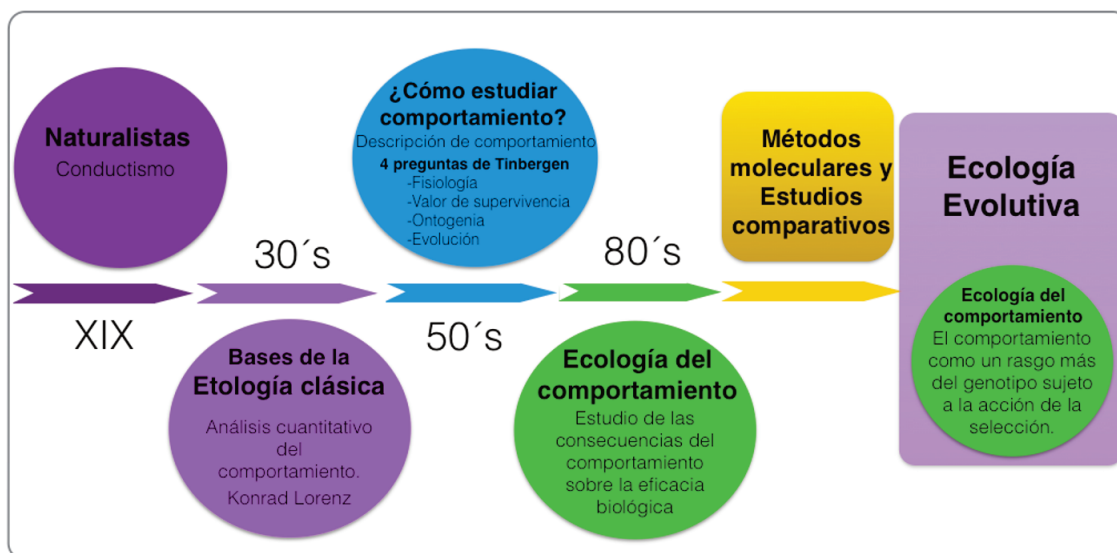 Naturalistas
Conductismo
XIX
30´s
Bases de la
Etología clásica
Análisis cuantitativo
del
comportamiento.
Konrad Lorenz
¿Cómo estudiar
comportamiento?
Descripción de comportamiento
4 preguntas de Tinbergen
-Fisiología
-Valor de supervivencia
-Ontogenia
-Evolución
50´s
80´s
Ecología del
comportamiento
Estudio de las
consecuencias del
comportamiento
sobre la eficacia
biológica
Métodos
moleculares y
Estudios
comparativos
Ecología
Evolutiva
Ecología del
comportamiento
El comportamiento
como un rasgo más
del genotipo sujeto
a la acción de la
selección.